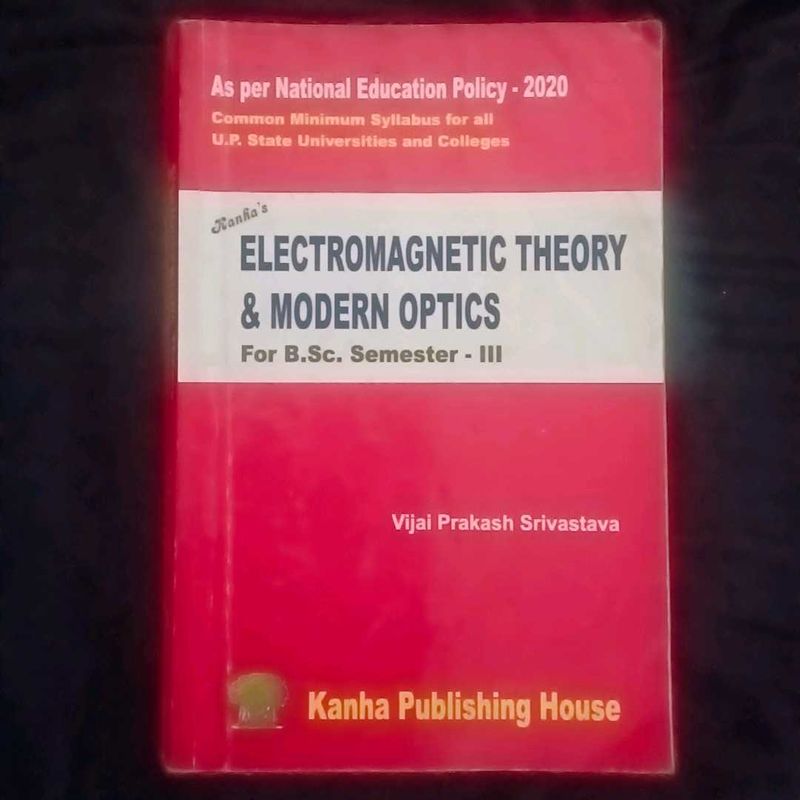 As per National Education Policy - 2020
Common Minimum Syllabus for all
U.P. State Universities and Colleges
Kanha's
ELECTROMAGNETIC THEORY
& MODERN OPTICS
For B.Sc. Semester - III
Vijai Prakash Srivastava
Kanha Publishing House